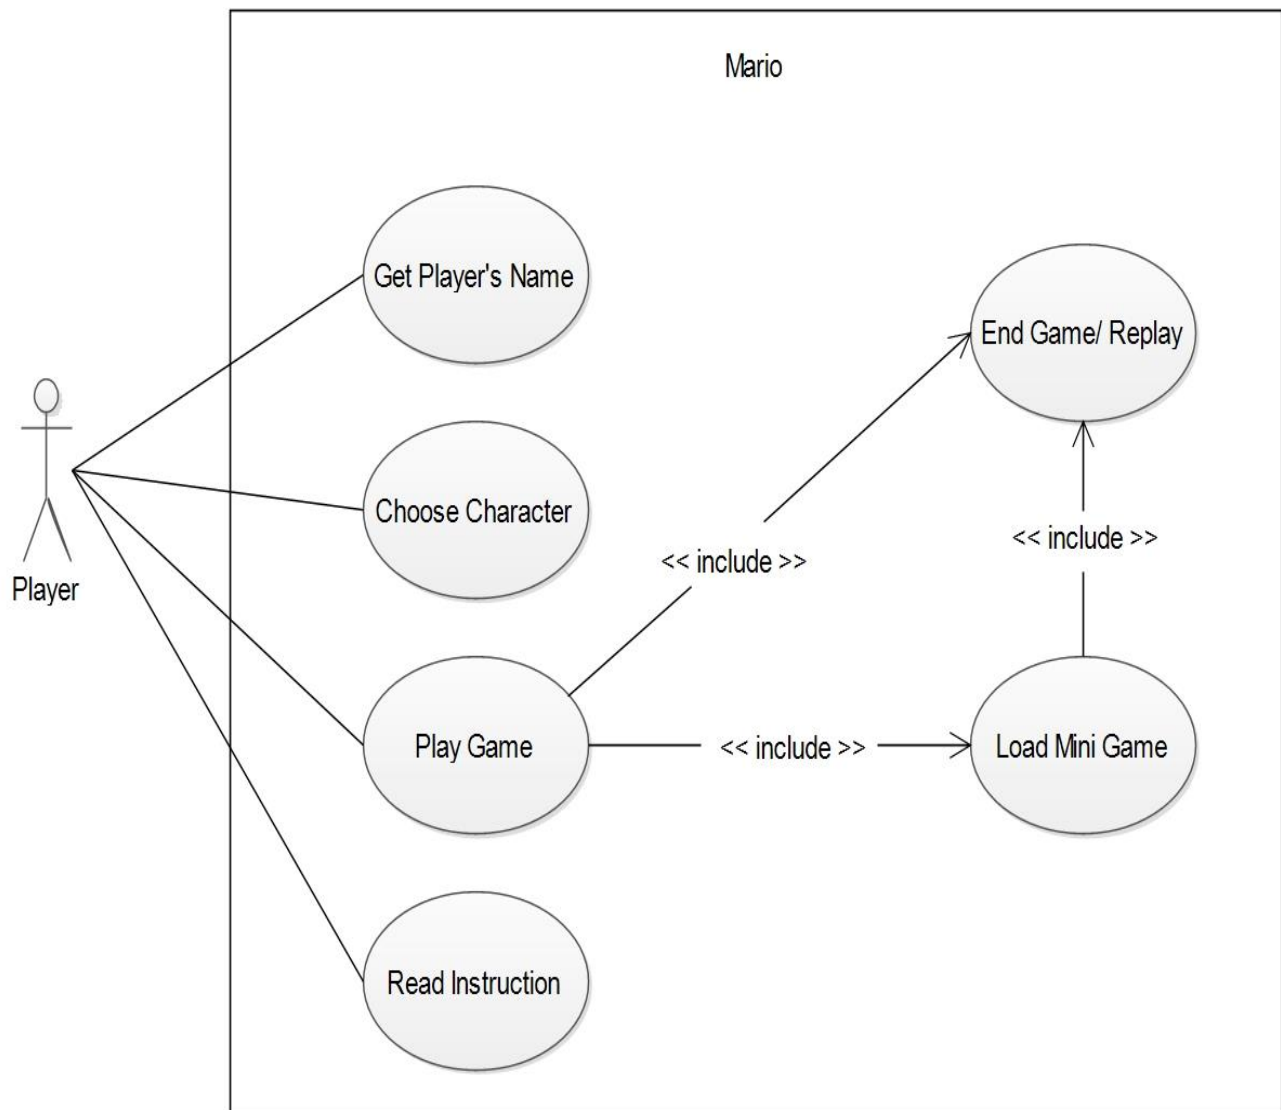 Mario
Get Player's Name
End Game/ Replay
Choose Character
<< include >>
<< include >>
Player
Play Game
<< include >>
Load Mini Game
Read Instruction